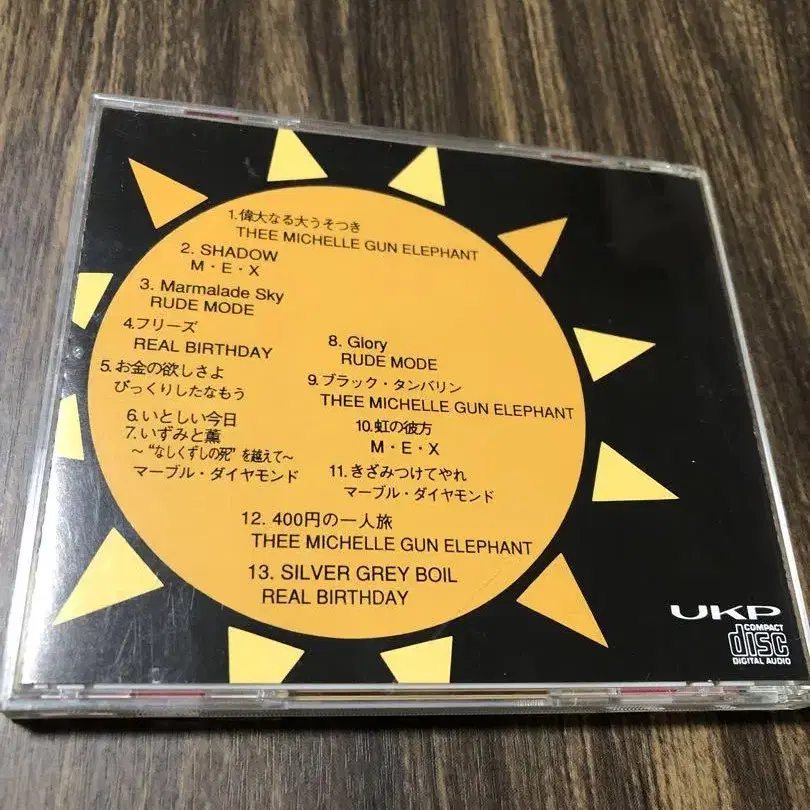 1.偉大なる大うそつき
THEE MICHELLE GUN ELEPHANT
2. SHADOW
M・E・X
3. Marmalade Sky
RUDE MODE
4.フリーズ
REAL BIRTHDAY
5.お金の欲しさよ
びっくりしたなもう
6.いとしい今日
7.いずみと薫
～“なしくずしの死”を越えて～
マーブル・ダイヤモンド
8. Glory
RUDE MODE
9.ブラック・タンバリン
THEE MICHELLE GUN ELEPHANT
10.虹の彼方
M・E・X
11.きざみつけてやれ
マーブル・ダイヤモンド
12. 400円の一人旅
THEE MICHELLE GUN ELEPHANT
13. SILVER GREY BOIL
REAL BIRTHDAY
UKP
COMPACT
disc
DIGITAL AUDIO